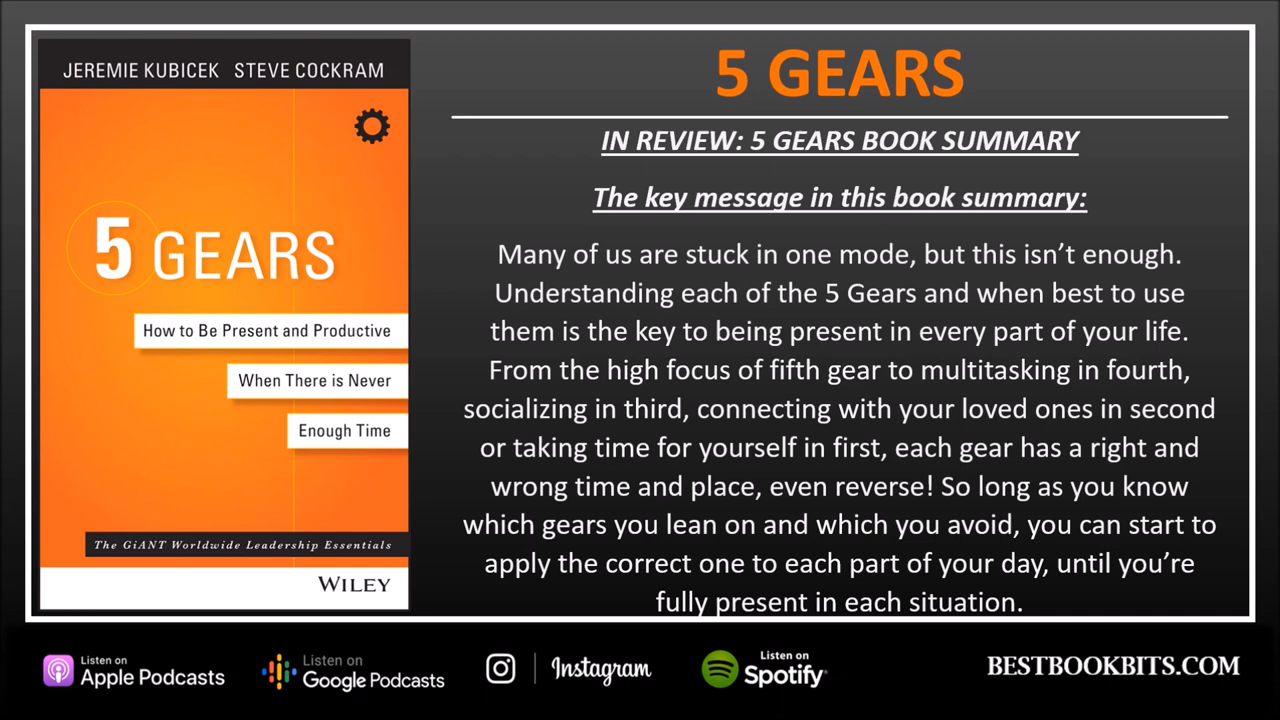 JEREMIE KUBICEK STEVE COCKRAM
5 GEARS
How to Be Present and Productive
When There is Never
Enough Time
The GiANT Worldwide Leadership Essentials
WILEY
5 GEARS
IN REVIEW: 5 GEARS BOOK SUMMARY
The key message in this book summary:
Many of us are stuck in one mode, but this isn’t enough.
Understanding each of the 5 Gears and when best to use
them is the key to being present in every part of your life.
From the high focus of fifth gear to multitasking in fourth,
socializing in third, connecting with your loved ones in second
or taking time for yourself in first, each gear has a right and
wrong time and place, even reverse! So long as you know
which gears you lean on and which you avoid, you can start to
apply the correct one to each part of your day, until you’re
fully present in each situation.
Listen on
Apple Podcasts
Listen on
Google Podcasts
Instagram
Listen on
Spotify
BESTBOOKBITS.COM